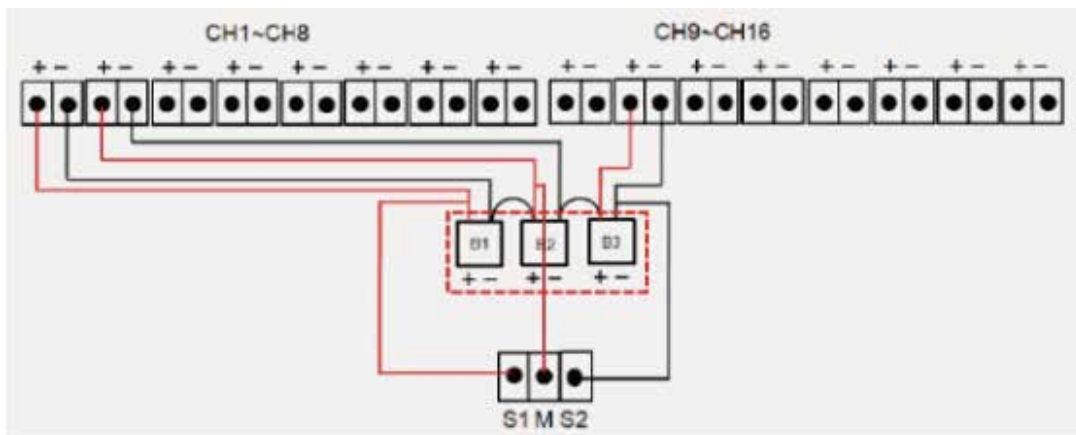 CH1~CH8 CH9~CH16
+ - + - + - + - + - + - + - + - + - + - + - + - + - + - + - + -
B1 B2 B3
+ - + - + -
S1 M S2